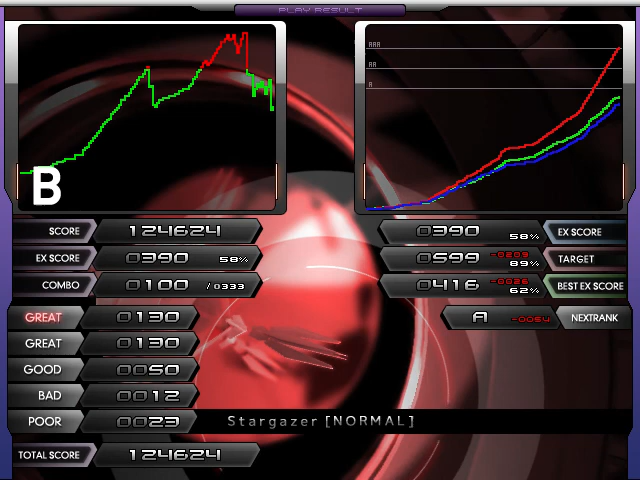 PLAY RESULT
AAA
AA
A
B
SCORE 124624
EX SCORE 0390 58%
COMBO 0100 /0333
0390 58% EX SCORE
0599 -0209 89% TARGET
0416 -0026 62% BEST EX SCORE
A -0054 NEXTRANK
GREAT 0130
GREAT 0130
GOOD 0050
BAD 0012
POOR 0023
Stargazer [NORMAL]
TOTAL SCORE 124624